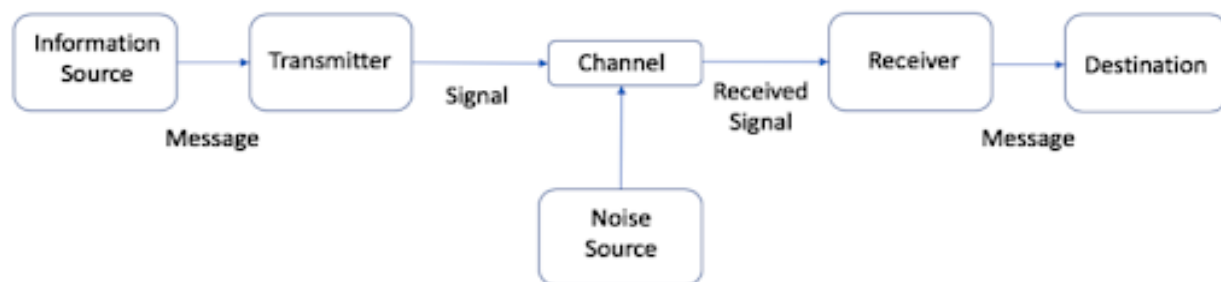 Information
Source
Transmitter
Channel
Receiver
Destination
Signal
Received
Signal
Message
Message
Noise
Source